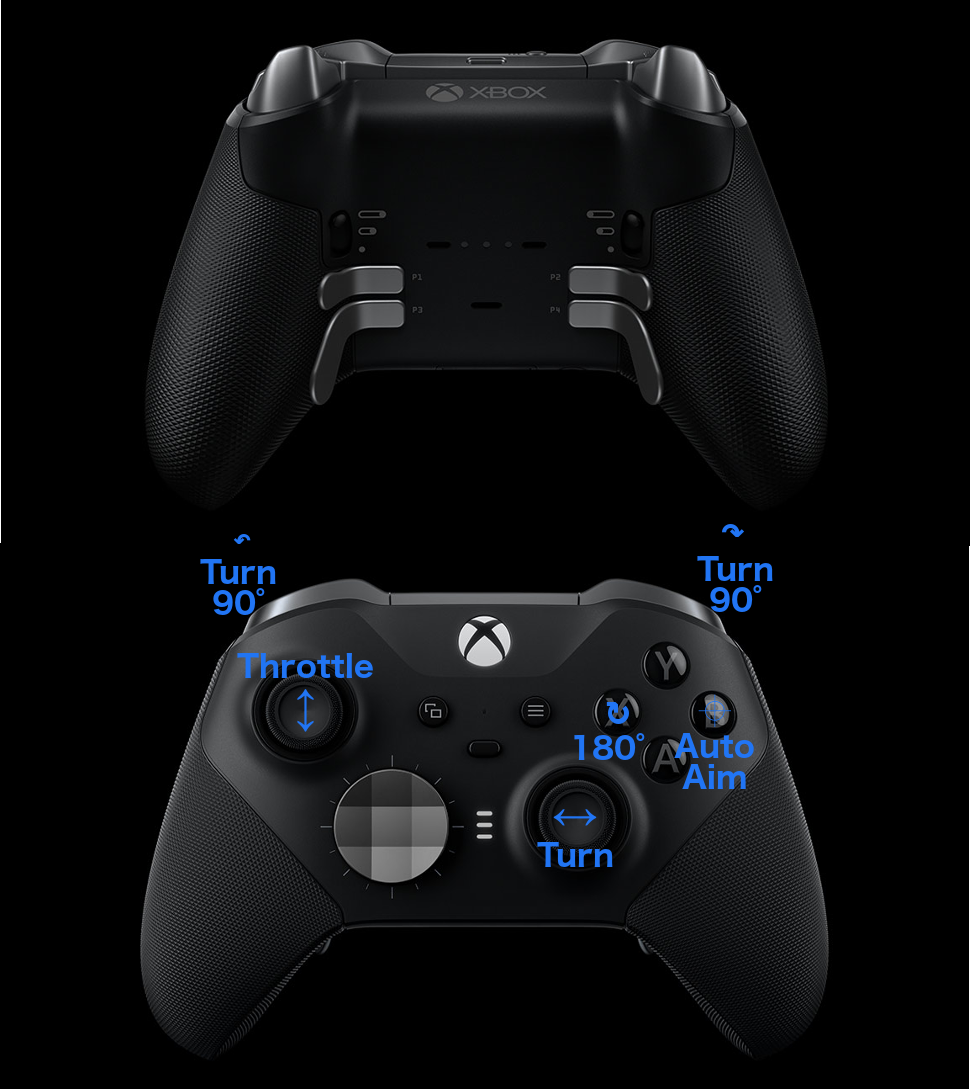 XBOX
P1 P2
P3 P4
Turn
90°
Turn
90°
Throttle
Y
X
B
180°
A
Auto
Aim
Turn